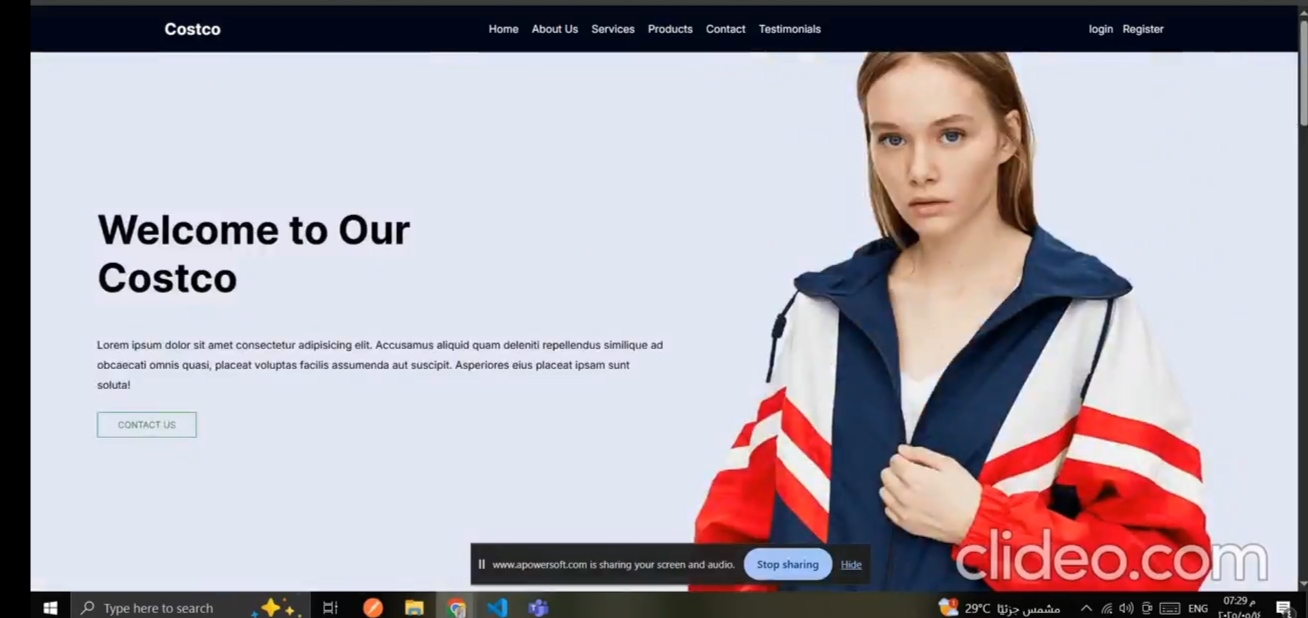 Costco
Home About Us Services Products Contact Testimonials
login Register
Welcome to Our
Costco
Lorem ipsum dolor sit amet consectetur adipisicing elit. Accusamus aliquid quam deleniti repellendus similique ad
obcaecati omnis quasi, placeat voluptas facilis assumenda aut suscipit. Asperiores eius placeat ipsam sunt
soluta!
CONTACT US
www.apowersoft.com is sharing your screen and audio. Stop sharing Hide
clideo.com
Type here to search
29°C مشمس جزئيًا
ENG
07:29 م